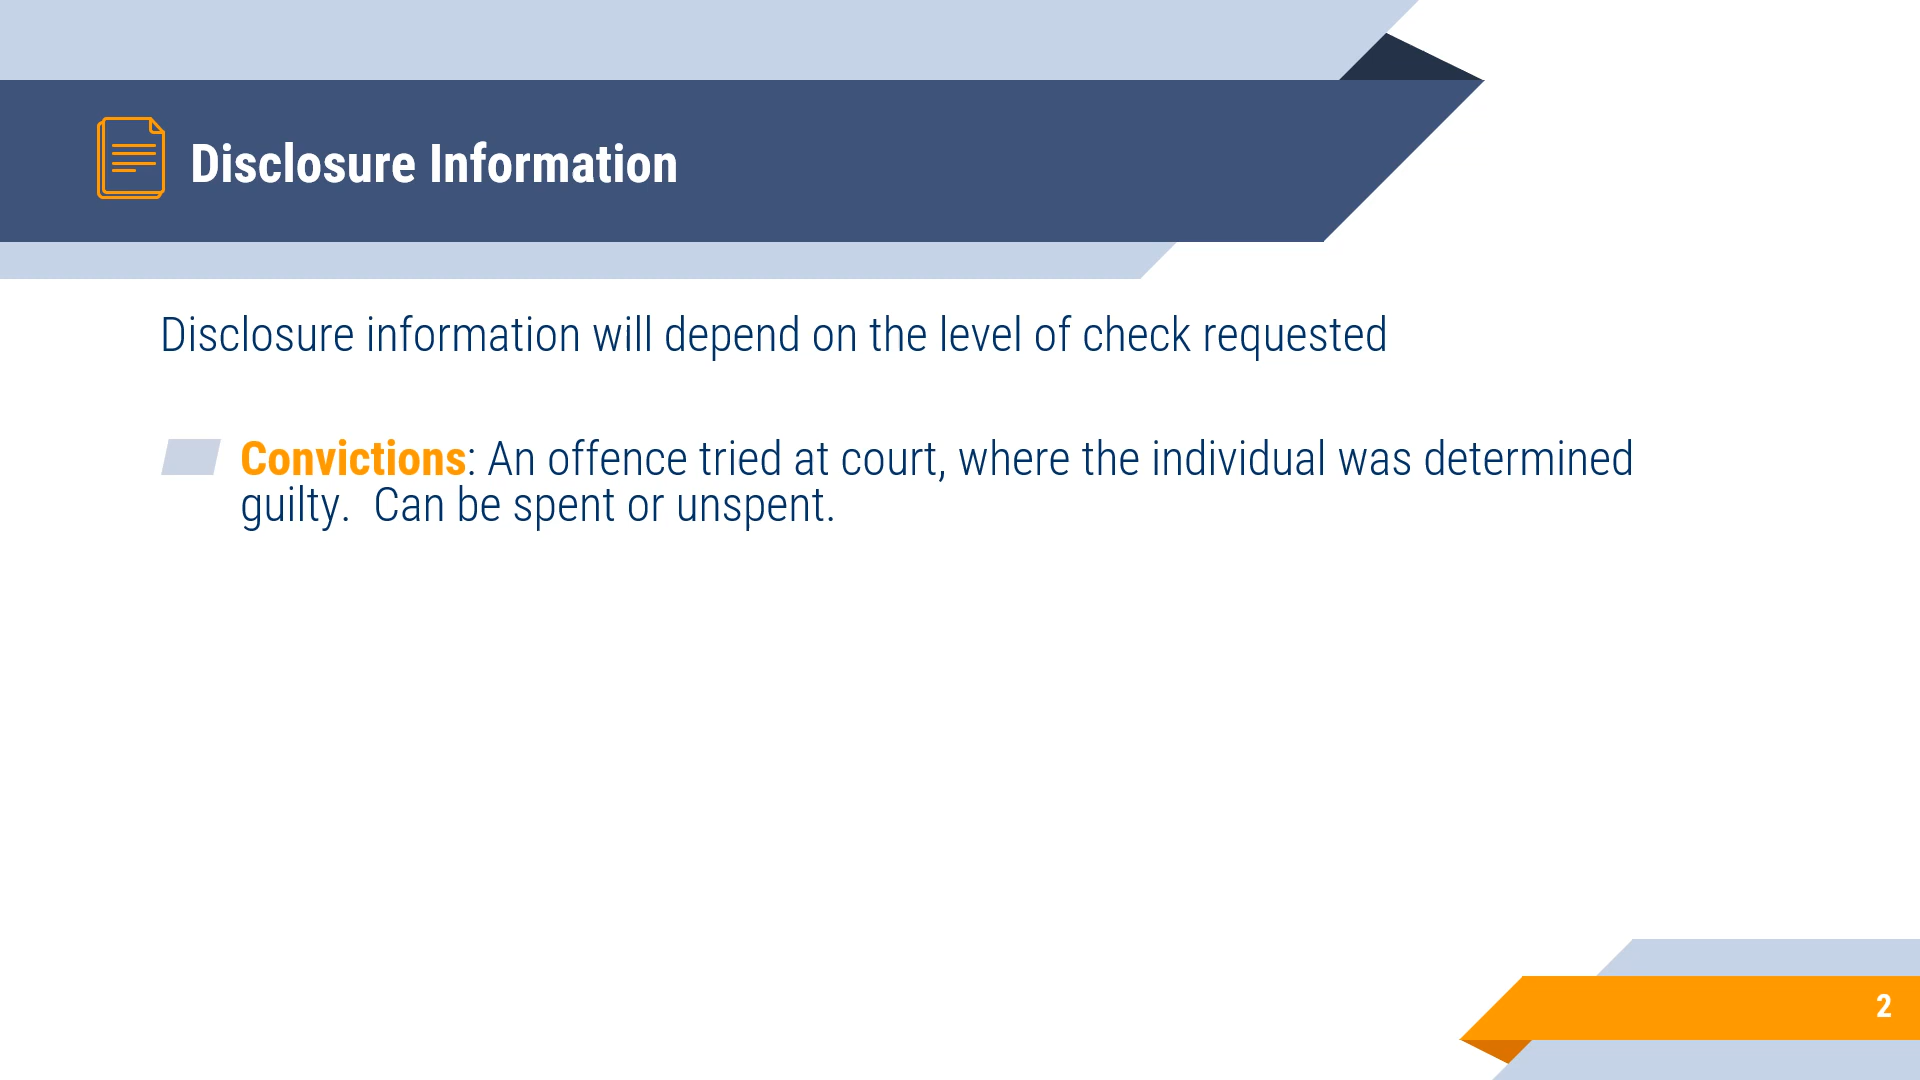 Disclosure Information
Disclosure information will depend on the level of check requested
Convictions: An offence tried at court, where the individual was determined
guilty.  Can be spent or unspent.
2